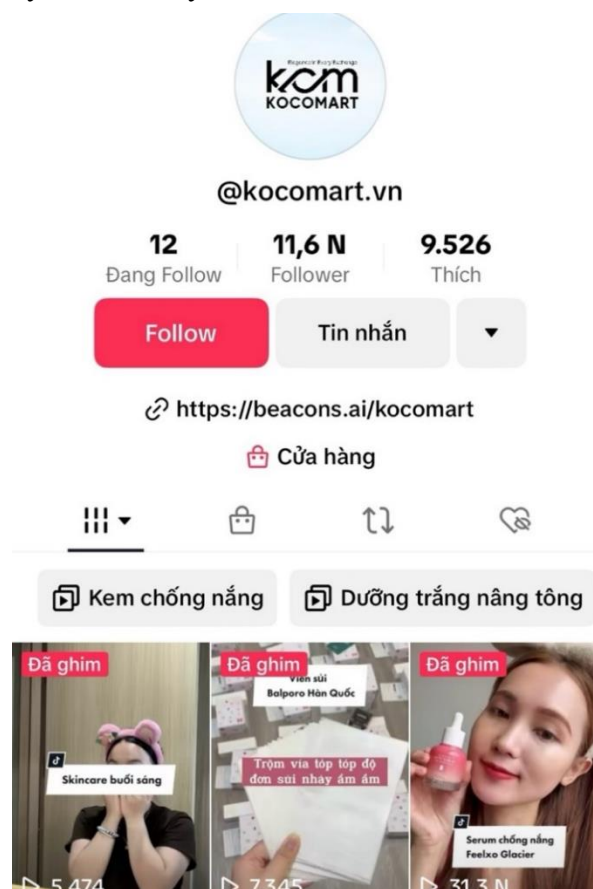 kom
KOCOMART
@kocomart.vn
12 11,6 N 9.526
Đang Follow Follower Thích
Follow Tin nhắn
https://beacons.ai/kocomart
Cửa hàng
Kem chống nắng Dưỡng trắng nâng tông
Đã ghim
Skincare buổi sáng
5.474
Đã ghim
Viên sủi
Balporo Hàn Quốc
Trộm vía tóp tóp độ
đơn sủi nhảy ầm ầm
7.345
Đã ghim
Serum chống nắng
Feelxo Glacier
31,3 N